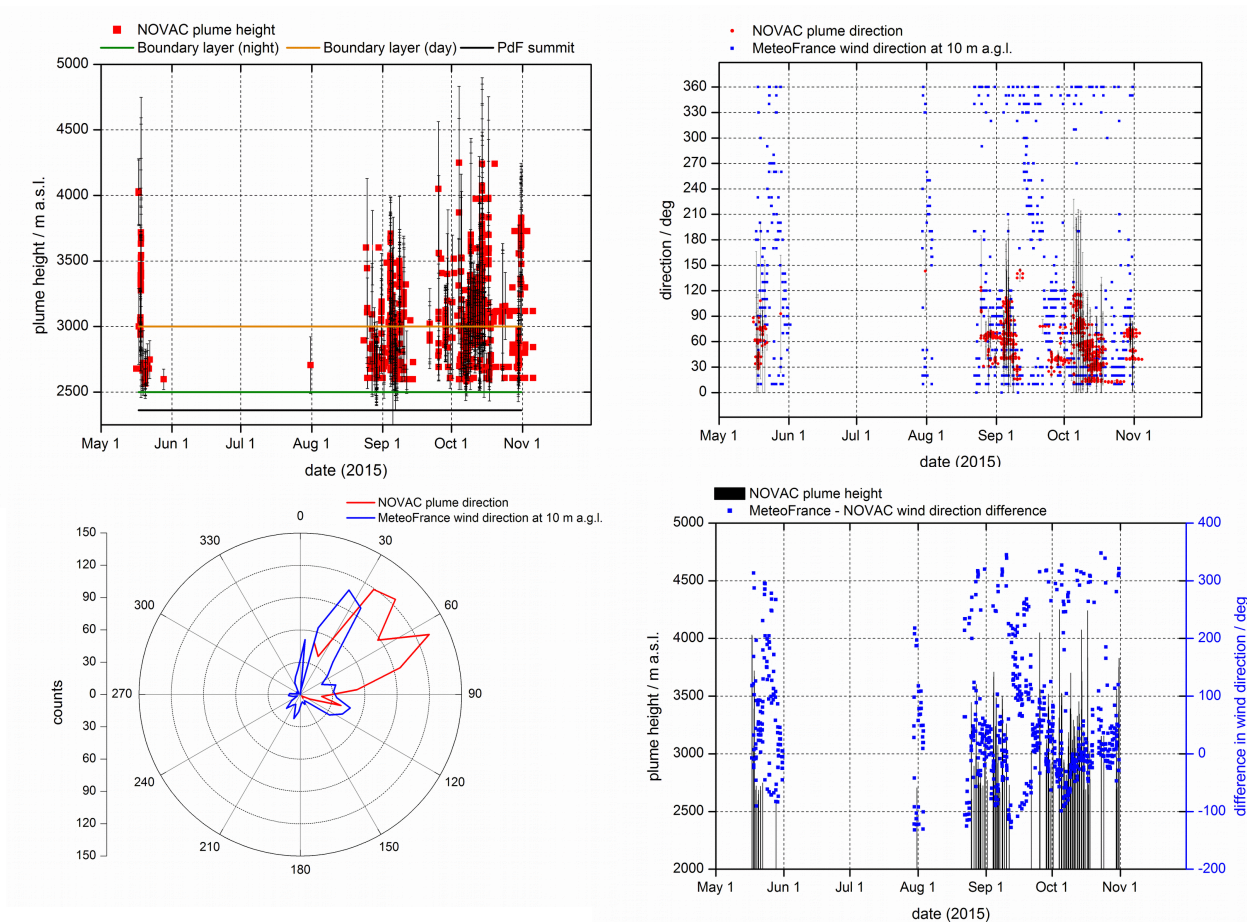 NOVAC plume height
Boundary layer (night) Boundary layer (day) PdF summit
5000
4500
4000
3500
3000
2500
plume height / m a.s.l.
May 1 Jun 1 Jul 1 Aug 1 Sep 1 Oct 1 Nov 1
date (2015)
NOVAC plume direction
MeteoFrance wind direction at 10 m a.g.l.
360
330
300
270
240
210
180
150
120
90
60
30
0
direction / deg
May 1 Jun 1 Jul 1 Aug 1 Sep 1 Oct 1 Nov 1
date (2015)
NOVAC plume direction
MeteoFrance wind direction at 10 m a.g.l.
150
120
90
60
30
0
30
60
90
120
150
counts
0
30
60
90
120
150
180
210
240
270
300
330
NOVAC plume height
MeteoFrance - NOVAC wind direction difference
5000
4500
4000
3500
3000
2500
2000
plume height / m a.s.l.
400
300
200
100
0
-100
-200
difference in wind direction / deg
May 1 Jun 1 Jul 1 Aug 1 Sep 1 Oct 1 Nov 1
date (2015)